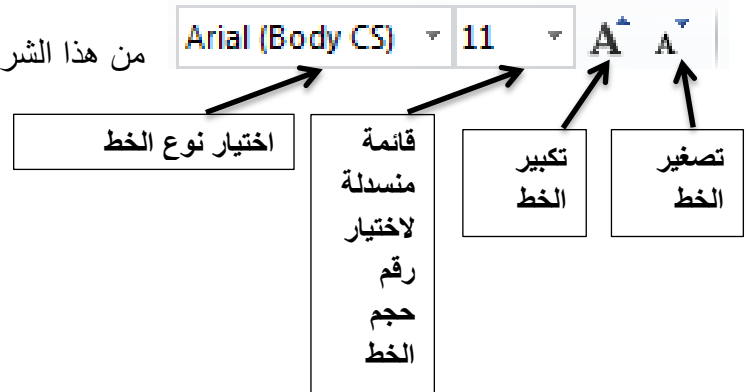 من هذا الشر
Arial (Body CS) 11 A A
اختيار نوع الخط
قائمة
منسدلة
لاختيار
رقم
حجم
الخط
تكبير
الخط
تصغير
الخط